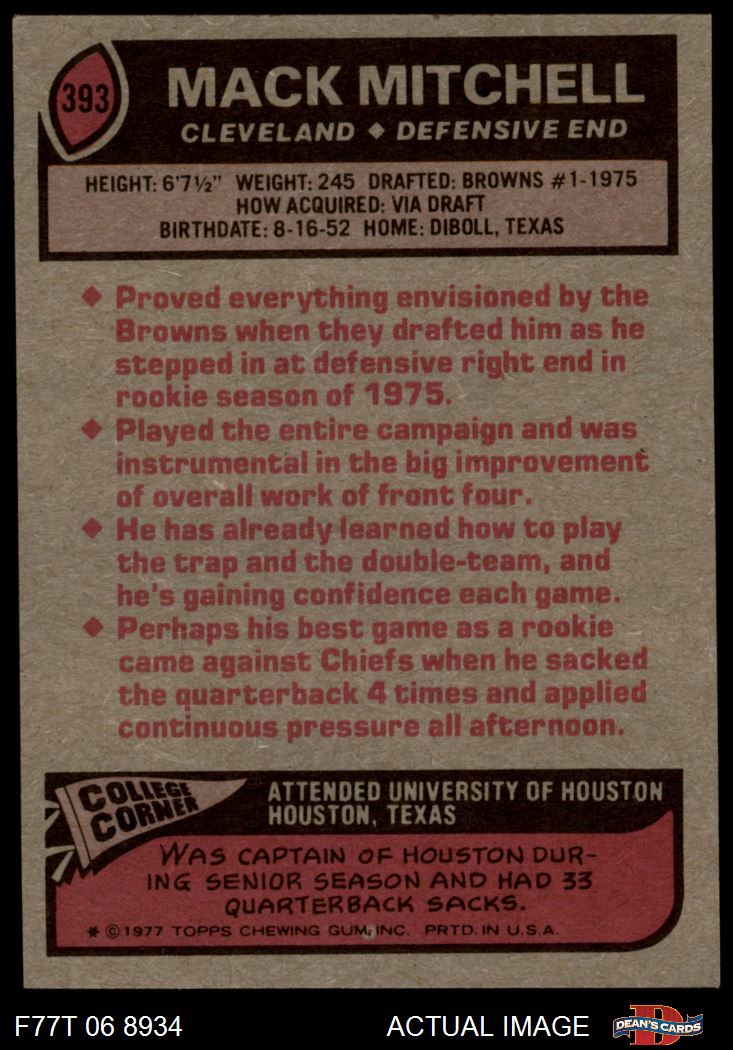 393
MACK MITCHELL
CLEVELAND ◆ DEFENSIVE END
HEIGHT: 6'7½" WEIGHT: 245 DRAFTED: BROWNS #1-1975
HOW ACQUIRED: VIA DRAFT
BIRTHDATE: 8-16-52 HOME: DIBOLL, TEXAS
◆ Proved everything envisioned by the
Browns when they drafted him as he
stepped in at defensive right end in
rookie season of 1975.
◆ Played the entire campaign and was
instrumental in the big improvement
of overall work of front four.
◆ He has already learned how to play
the trap and the double-team, and
he's gaining confidence each game.
◆ Perhaps his best game as a rookie
came against Chiefs when he sacked
the quarterback 4 times and applied
continuous pressure all afternoon.
COLLEGE
CORNER
ATTENDED UNIVERSITY OF HOUSTON
HOUSTON, TEXAS
WAS CAPTAIN OF HOUSTON DUR-
ING SENIOR SEASON AND HAD 33
QUARTERBACK SACKS.
* © 1977 TOPPS CHEWING GUM, INC. PRTD. IN U.S.A.
F77T 06 8934
ACTUAL IMAGE
D
DEAN'S CARDS